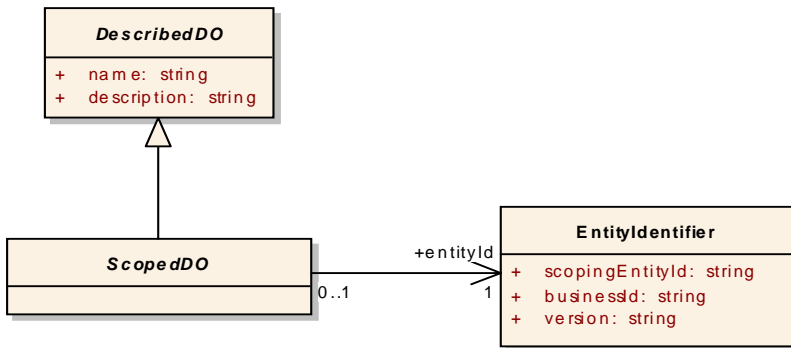 DescribedDO
+ name: string
+ description: string
ScopedDO
+entityId
0..1
1
EntityIdentifier
+ scopingEntityId: string
+ businessId: string
+ version: string